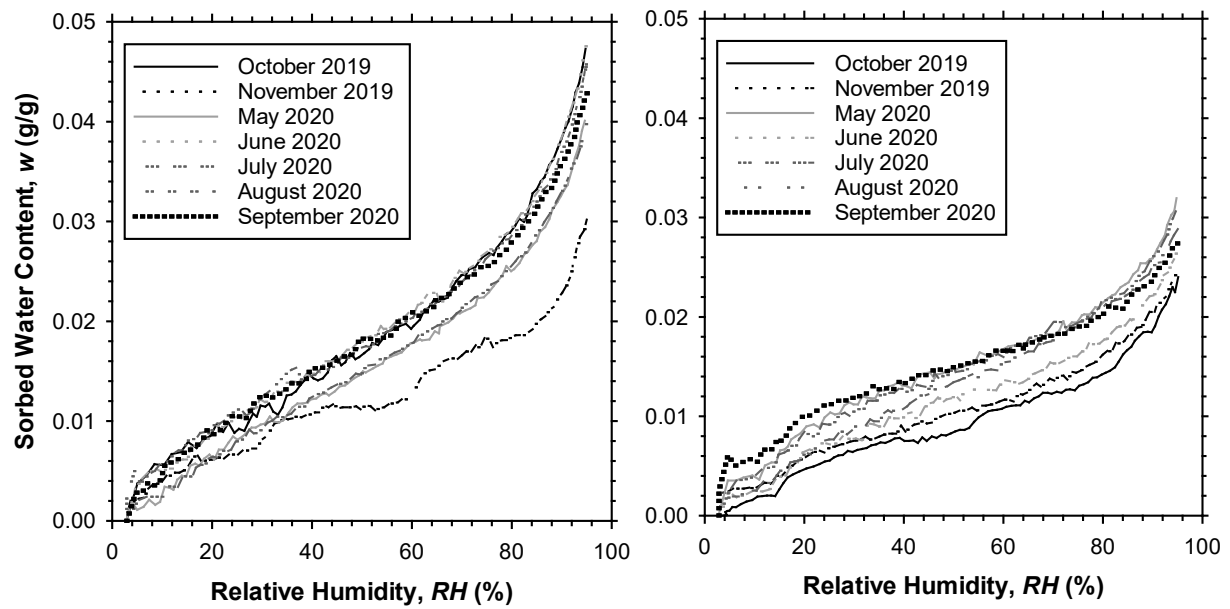 0.05
0.04
0.03
0.02
0.01
0.00
Sorbed Water Content, w (g/g)
October 2019
November 2019
May 2020
June 2020
July 2020
August 2020
September 2020
0 20 40 60 80 100
Relative Humidity, RH (%)
0.05
0.04
0.03
0.02
0.01
0.00
October 2019
November 2019
May 2020
June 2020
July 2020
August 2020
September 2020
0 20 40 60 80 100
Relative Humidity, RH (%)